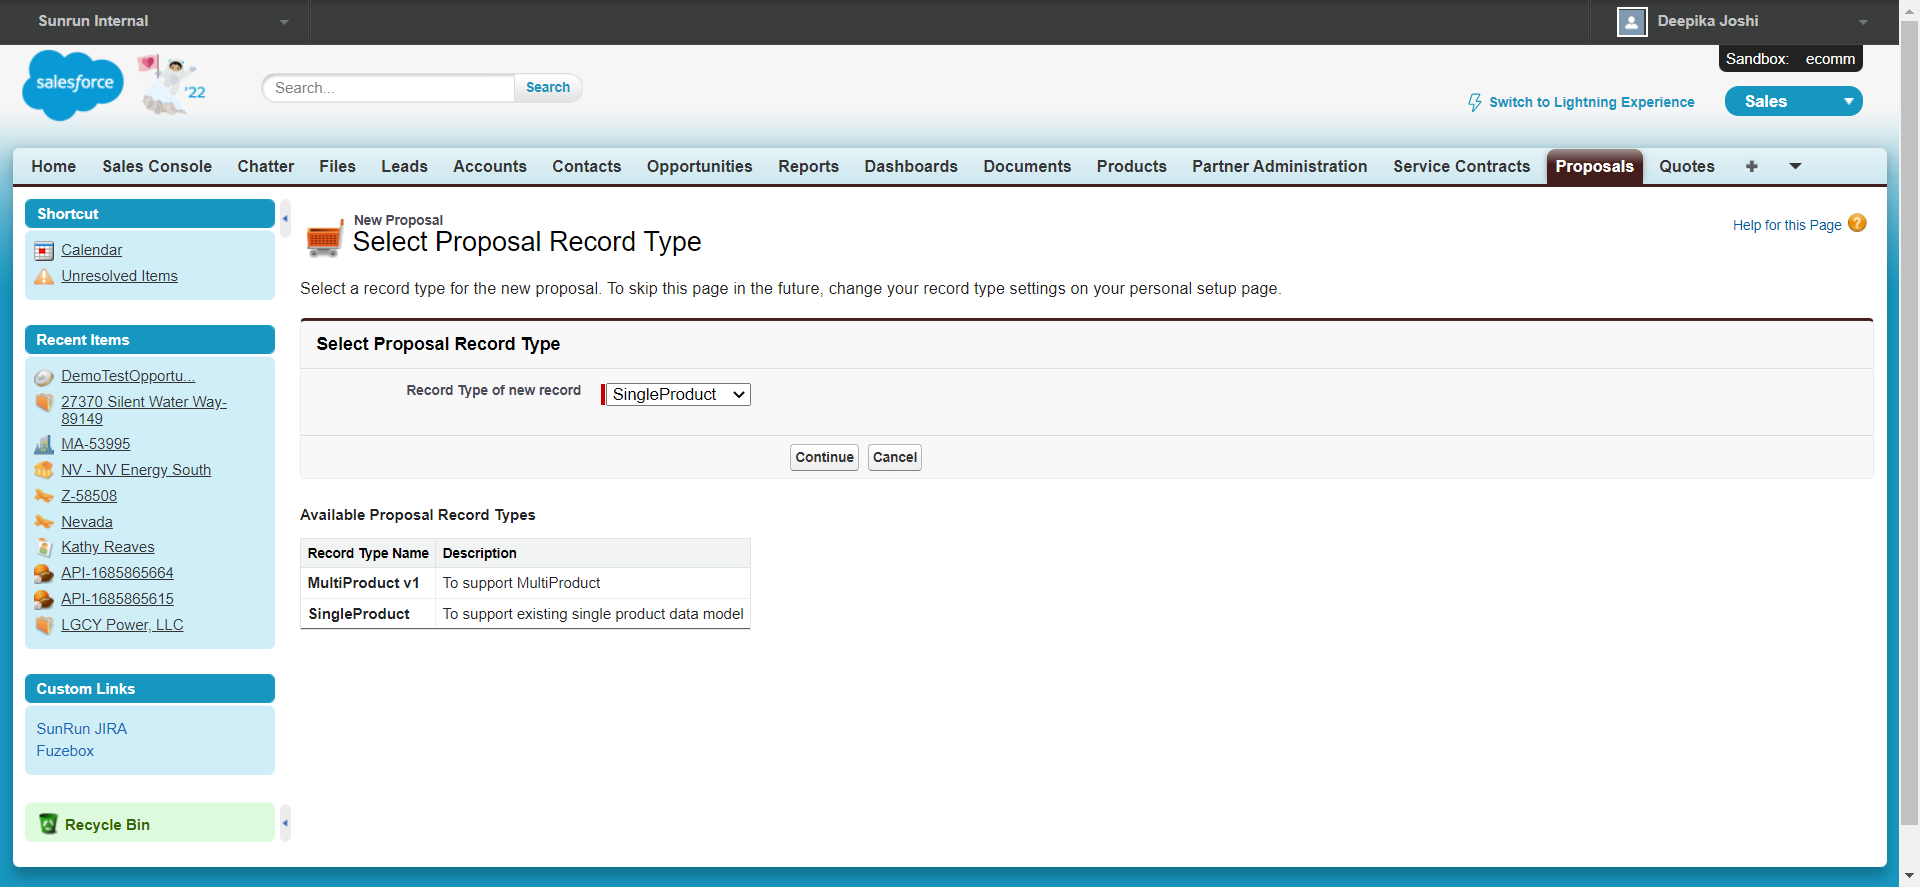 Sunrun Internal
Deepika Joshi
Sandbox: ecomm
salesforce
'22
Search...
Search
Switch to Lightning Experience
Sales
Home Sales Console Chatter Files Leads Accounts Contacts Opportunities Reports Dashboards Documents Products Partner Administration Service Contracts Proposals Quotes +
Shortcut
Calendar
Unresolved Items
Recent Items
DemoTestOpportu...
27370 Silent Water Way-
89149
MA-53995
NV - NV Energy South
Z-58508
Nevada
Kathy Reaves
API-1685865664
API-1685865615
LGCY Power, LLC
Custom Links
SunRun JIRA
Fuzebox
Recycle Bin
New Proposal
Select Proposal Record Type
Help for this Page ?
Select a record type for the new proposal. To skip this page in the future, change your record type settings on your personal setup page.
Select Proposal Record Type
Record Type of new record SingleProduct
Continue Cancel
Available Proposal Record Types
Record Type Name Description
MultiProduct v1 To support MultiProduct
SingleProduct To support existing single product data model